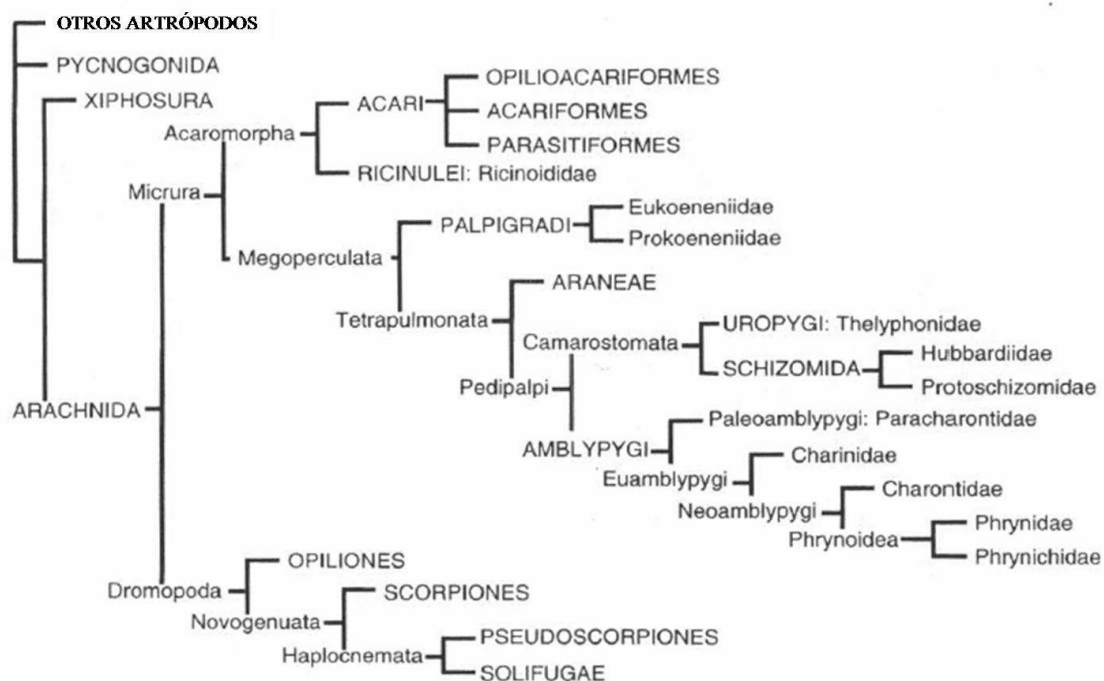 OTROS ARTRÓPODOS
PYCNOGONIDA
XIPHOSURA
OPILIOACARIFORMES
ACARI
ACARIFORMES
Acaromorpha
PARASITIFORMES
RICINULEI: Ricinoididae
Micrura
Eukoeneniidae
PALPIGRADI
Prokoeneniidae
Megoperculata
ARANEAE
Tetrapulmonata
UROPYGI: Thelyphonidae
Camarostomata
Hubbardiidae
SCHIZOMIDA
Protoschizomidae
Pedipalpi
ARACHNIDA
Paleoamblypygi: Paracharontidae
AMBLYPYGI
Charinidae
Euamblypygi
Charontidae
Neoamblypygi
Phrynidae
Phrynoidea
Phrynichidae
OPILIONES
Dromopoda
SCORPIONES
Novogenuata
PSEUDOSCORPIONES
Haplocnemata
SOLIFUGAE